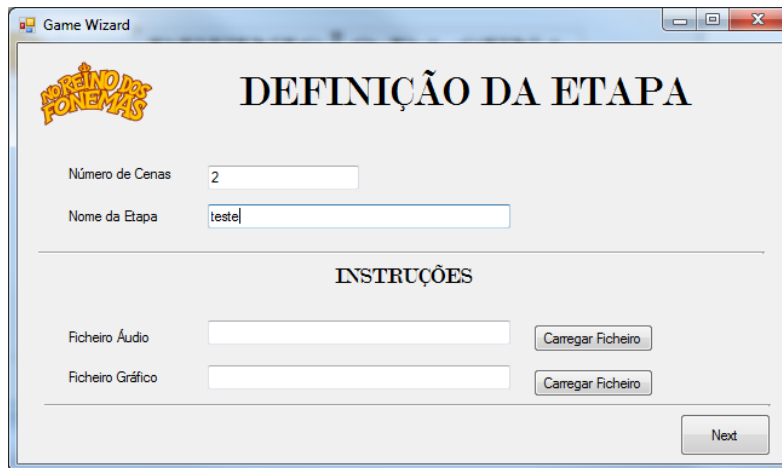 Game Wizard
NO REINO DOS
FONEMAS
DEFINIÇÃO DA ETAPA
Número de Cenas 2
Nome da Etapa teste
INSTRUÇÕES
Ficheiro Áudio Carregar Ficheiro
Ficheiro Gráfico Carregar Ficheiro
Next